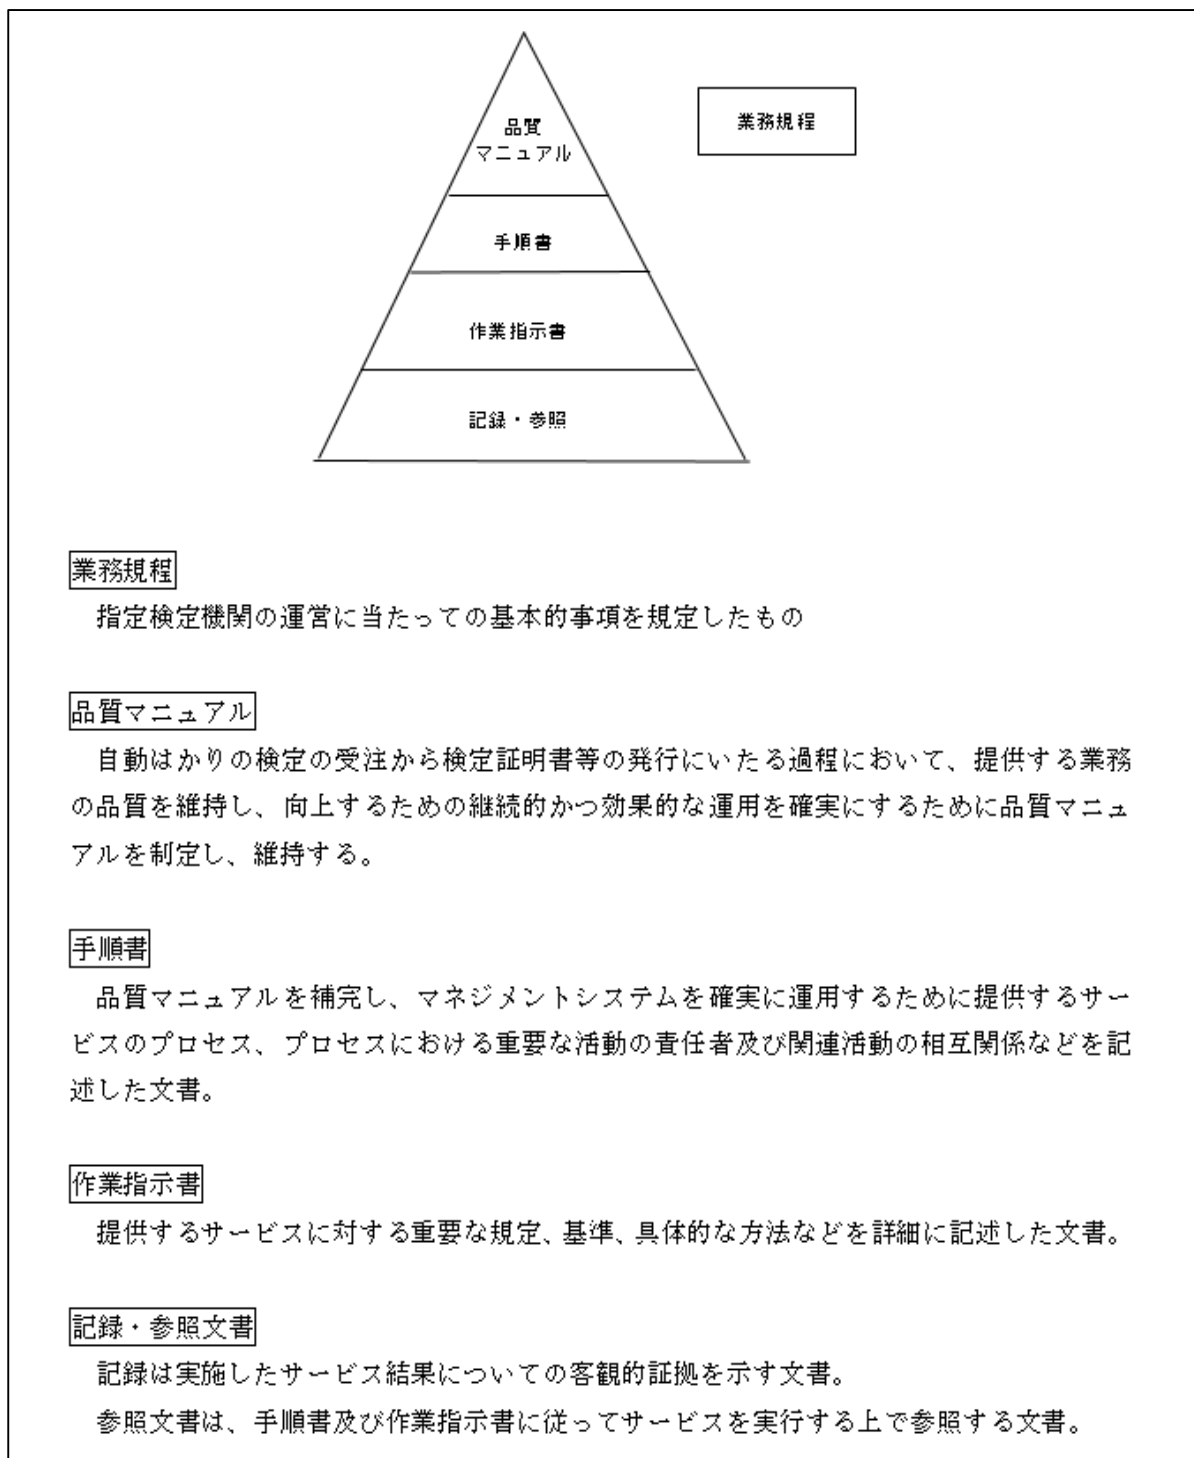 品質
マニュアル
業務規程
手順書
作業指示書
記録・参照
業務規程
指定検定機関の運営に当たっての基本的事項を規定したもの
品質マニュアル
自動はかりの検定の受注から検定証明書等の発行にいたる過程において、提供する業務
の品質を維持し、向上するための継続的かつ効果的な運用を確実にするために品質マニュ
アルを制定し、維持する。
手順書
品質マニュアルを補完し、マネジメントシステムを確実に運用するために提供するサー
ビスのプロセス、プロセスにおける重要な活動の責任者及び関連活動の相互関係などを記
述した文書。
作業指示書
提供するサービスに対する重要な規定、基準、具体的な方法などを詳細に記述した文書。
記録・参照文書
記録は実施したサービス結果についての客観的証拠を示す文書。
参照文書は、手順書及び作業指示書に従ってサービスを実行する上で参照する文書。